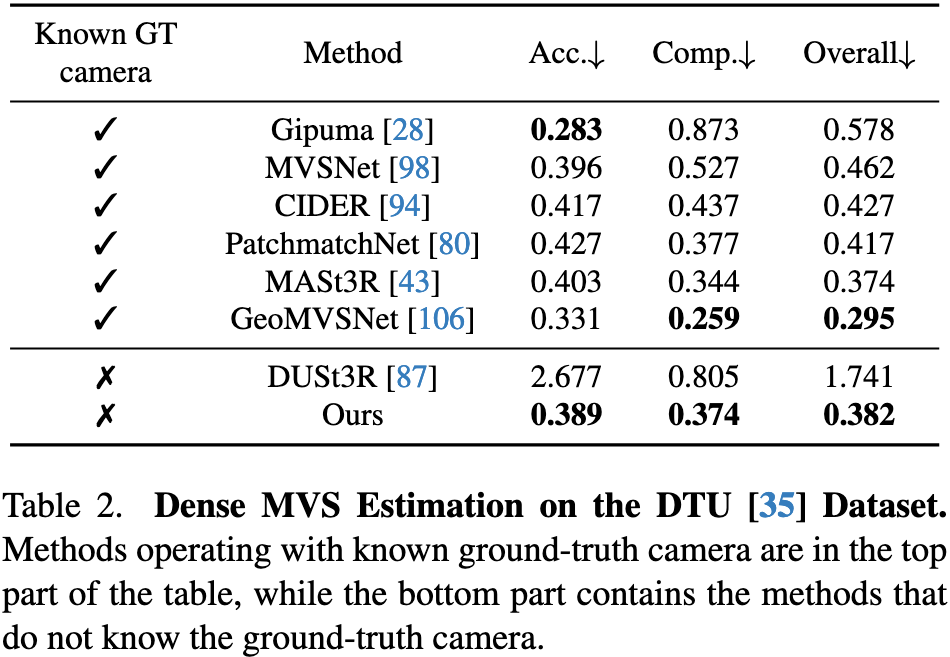 Known GT camera Method Acc.↓ Comp.↓ Overall↓
✓ Gipuma [28] 0.283 0.873 0.578
✓ MVSNet [98] 0.396 0.527 0.462
✓ CIDER [94] 0.417 0.437 0.427
✓ PatchmatchNet [80] 0.427 0.377 0.417
✓ MASt3R [43] 0.403 0.344 0.374
✓ GeoMVSNet [106] 0.331 0.259 0.295
✗ DUSt3R [87] 2.677 0.805 1.741
✗ Ours 0.389 0.374 0.382
Table 2. Dense MVS Estimation on the DTU [35] Dataset.
Methods operating with known ground-truth camera are in the top
part of the table, while the bottom part contains the methods that
do not know the ground-truth camera.